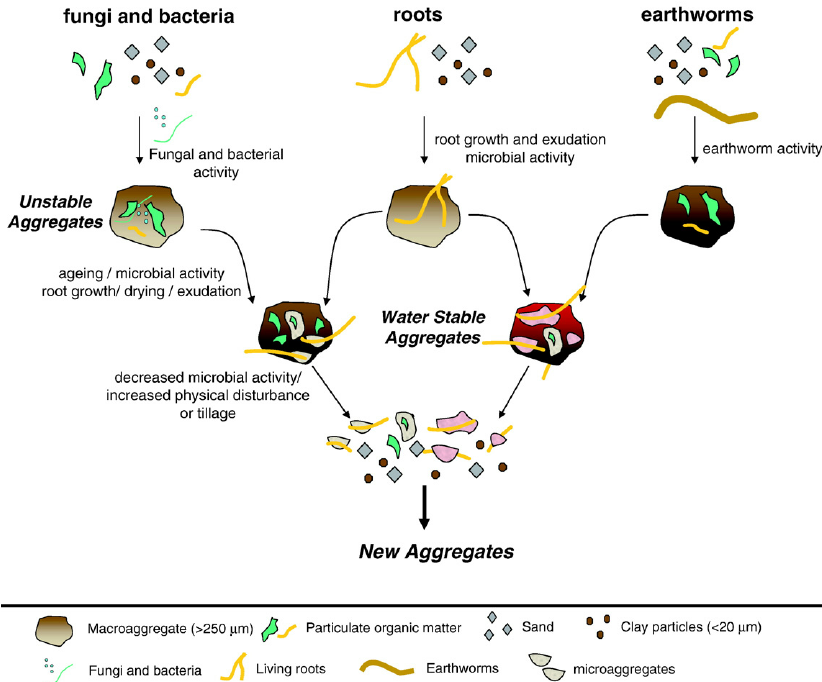 fungi and bacteria
roots
earthworms
Fungal and bacterial
activity
root growth and exudation
microbial activity
earthworm activity
Unstable
Aggregates
ageing / microbial activity
root growth/ drying / exudation
Water Stable
Aggregates
decreased microbial activity/
increased physical disturbance
or tillage
New Aggregates
Macroaggregate (>250 μm)
Particulate organic matter
Sand
Clay particles (<20 μm)
Fungi and bacteria
Living roots
Earthworms
microaggregates